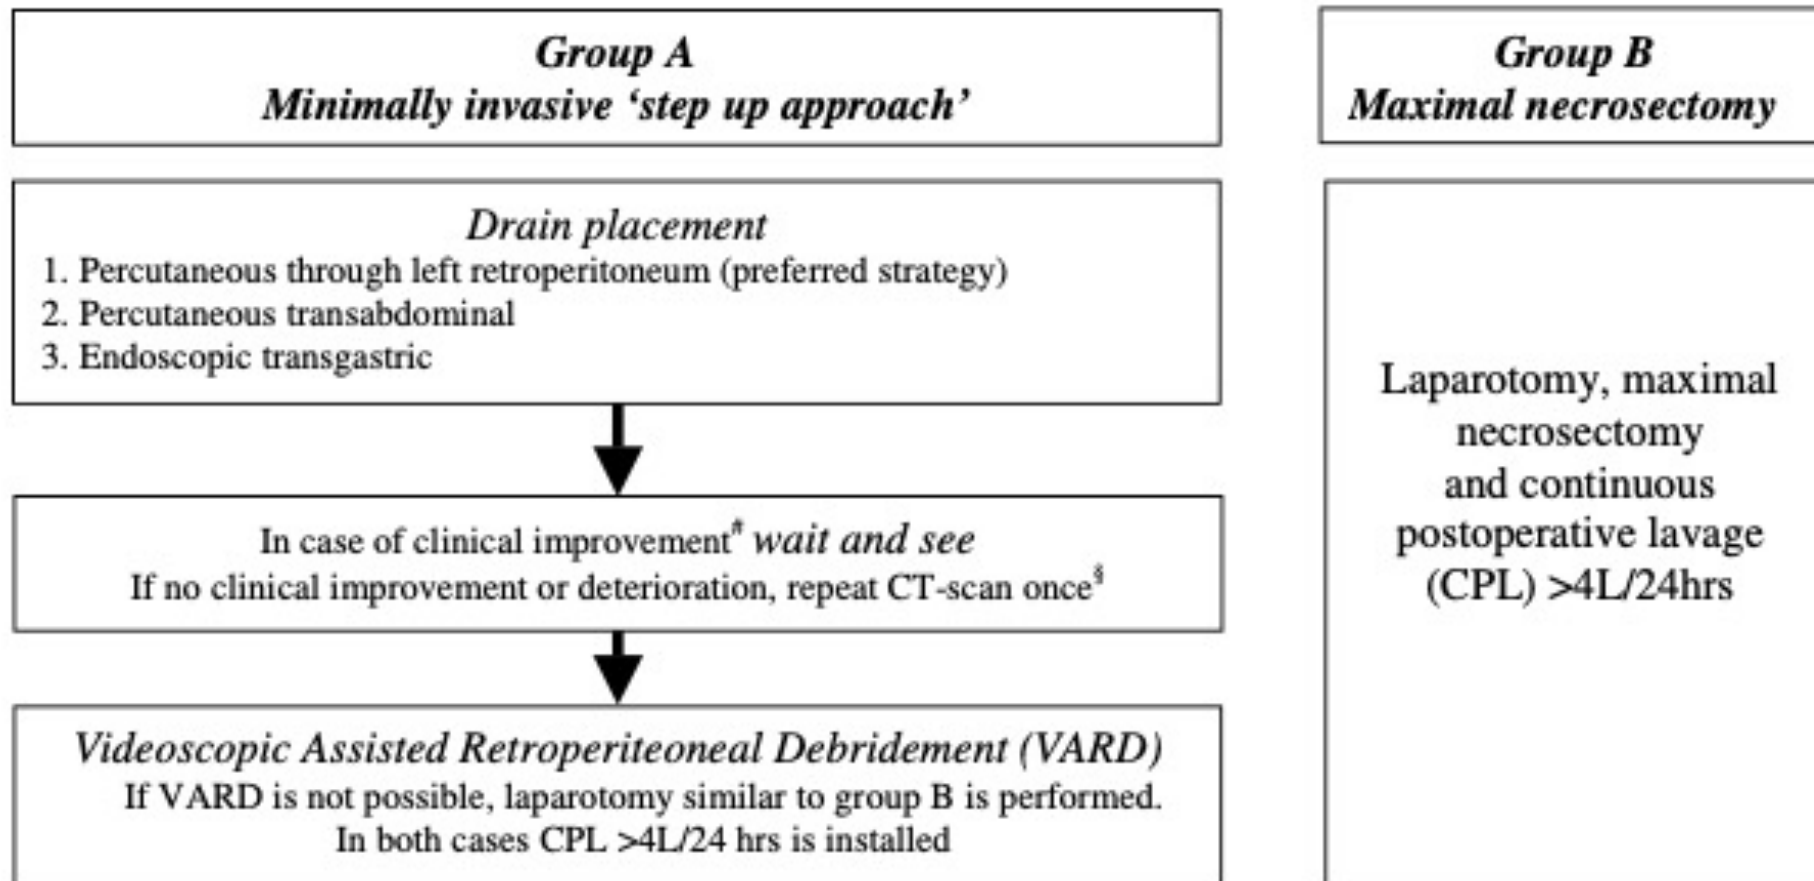 Group A
Minimally invasive ‘step up approach’
Drain placement
1. Percutaneous through left retroperitoneum (preferred strategy)
2. Percutaneous transabdominal
3. Endoscopic transgastric
In case of clinical improvement# wait and see
If no clinical improvement or deterioration, repeat CT-scan once§
Videoscopic Assisted Retroperiteoneal Debridement (VARD)
If VARD is not possible, laparotomy similar to group B is performed.
In both cases CPL >4L/24 hrs is installed
Group B
Maximal necrosectomy
Laparotomy, maximal
necrosectomy
and continuous
postoperative lavage
(CPL) >4L/24hrs